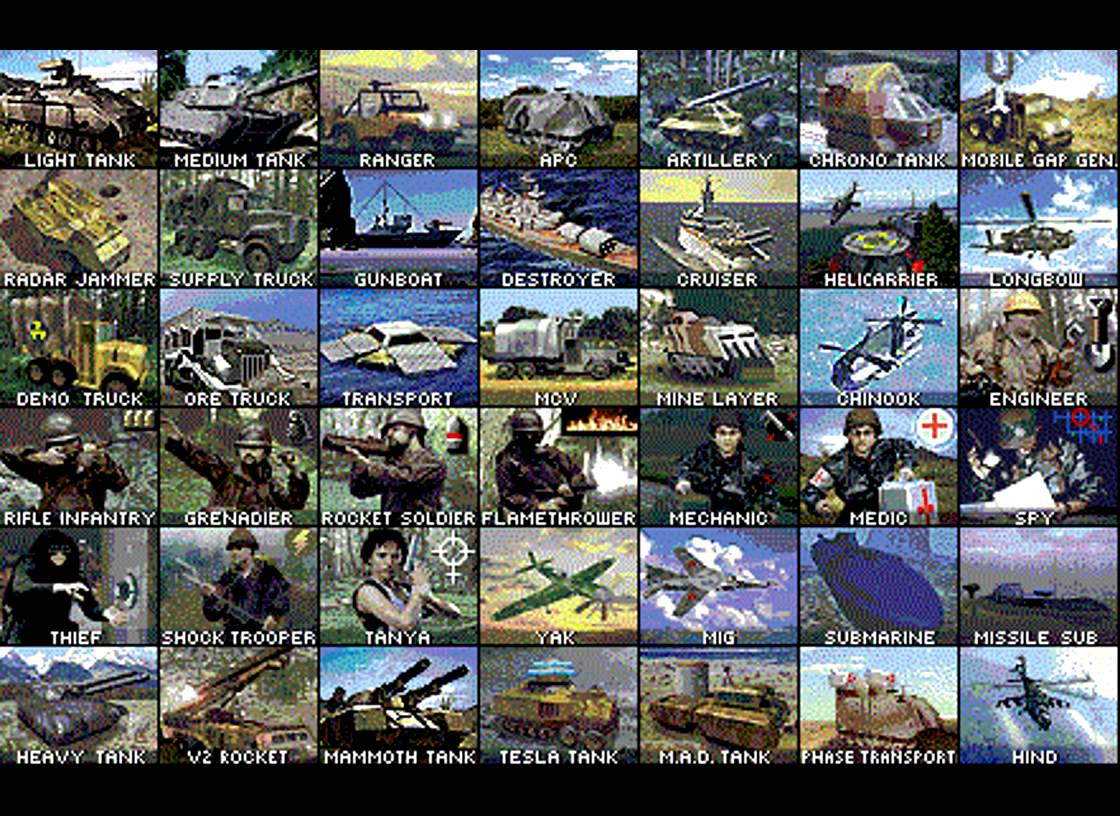 LIGHT TANK
MEDIUM TANK
RANGER
APC
ARTILLERY
CHRONO TANK
MOBILE GAP GEN
RADAR JAMMER
SUPPLY TRUCK
GUNBOAT
DESTROYER
CRUISER
HELICARRIER
LONGBOW
DEMO TRUCK
ORE TRUCK
TRANSPORT
MCV
MINE LAYER
CHINOOK
ENGINEER
RIFLE INFANTRY
GRENADIER
ROCKET SOLDIER
FLAMETHROWER
MECHANIC
MEDIC
SPY
THIEF
SHOCK TROOPER
TANYA
YAK
MIG
SUBMARINE
MISSILE SUB
HEAVY TANK
V2 ROCKET
MAMMOTH TANK
TESLA TANK
M.A.D. TANK
PHASE TRANSPORT
HIND